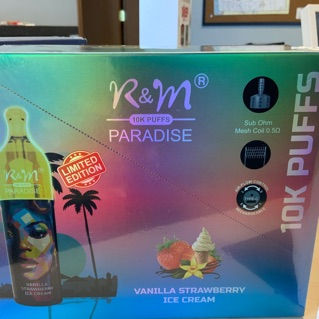 R&M®
10K PUFFS
PARADISE
LIMITED EDITION
Sub Ohm
Mesh Coil 0.5Ω
10K PUFFS
R&M
PARADISE
VANILLA
STRAWBERRY
ICE CREAM
VANILLA STRAWBERRY
ICE CREAM